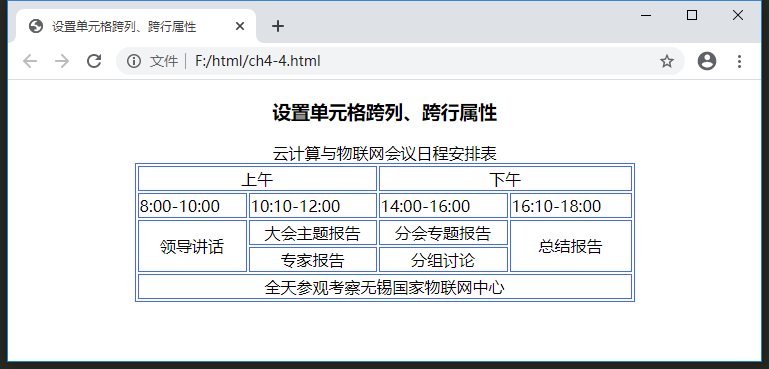 设置单元格跨列、跨行属性
文件 F:/html/ch4-4.html
设置单元格跨列、跨行属性
云计算与物联网会议日程安排表
上午 下午
8:00-10:00 10:10-12:00 14:00-16:00 16:10-18:00
领导讲话 大会主题报告 分会专题报告 总结报告
专家报告 分组讨论
全天参观考察无锡国家物联网中心